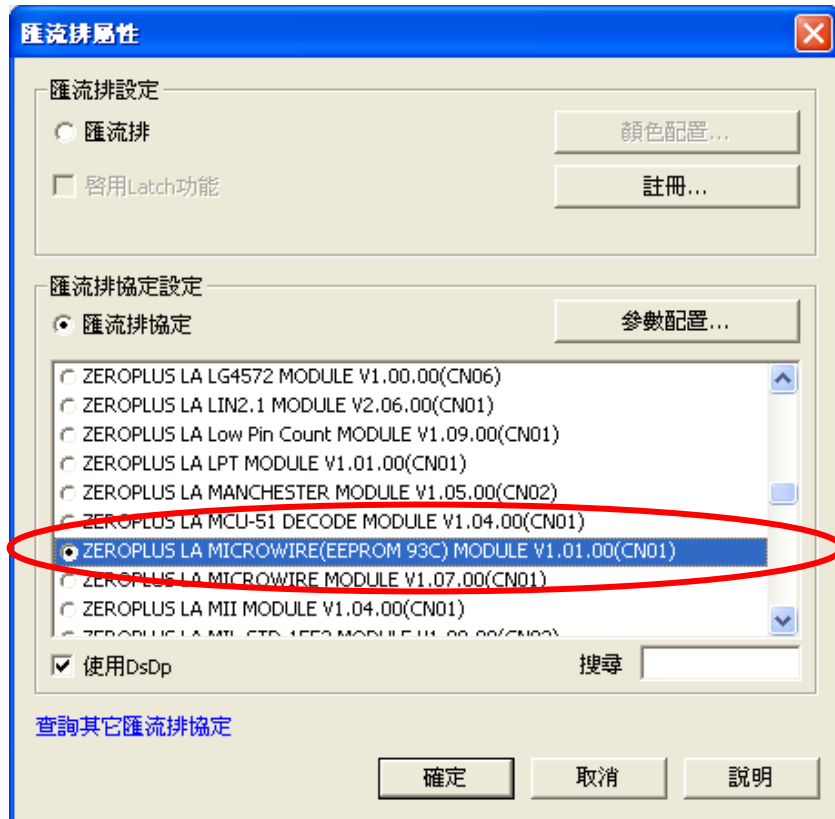 匯流排屬性
匯流排設定
匯流排
顏色配置...
啓用Latch功能
註冊...
匯流排協定設定
匯流排協定
參數配置...
ZEROPLUS LA LG4572 MODULE V1.00.00(CN06)
ZEROPLUS LA LIN2.1 MODULE V2.06.00(CN01)
ZEROPLUS LA Low Pin Count MODULE V1.09.00(CN01)
ZEROPLUS LA LPT MODULE V1.01.00(CN01)
ZEROPLUS LA MANCHESTER MODULE V1.05.00(CN02)
ZEROPLUS LA MCU-51 DECODE MODULE V1.04.00(CN01)
ZEROPLUS LA MICROWIRE(EEPROM 93C) MODULE V1.01.00(CN01)
ZEROPLUS LA MICROWIRE MODULE V1.07.00(CN01)
ZEROPLUS LA MII MODULE V1.04.00(CN01)
ZEROPLUS LA MIL-STD-1553 MODULE
使用DsDp
搜尋
查詢其它匯流排協定
確定
取消
說明